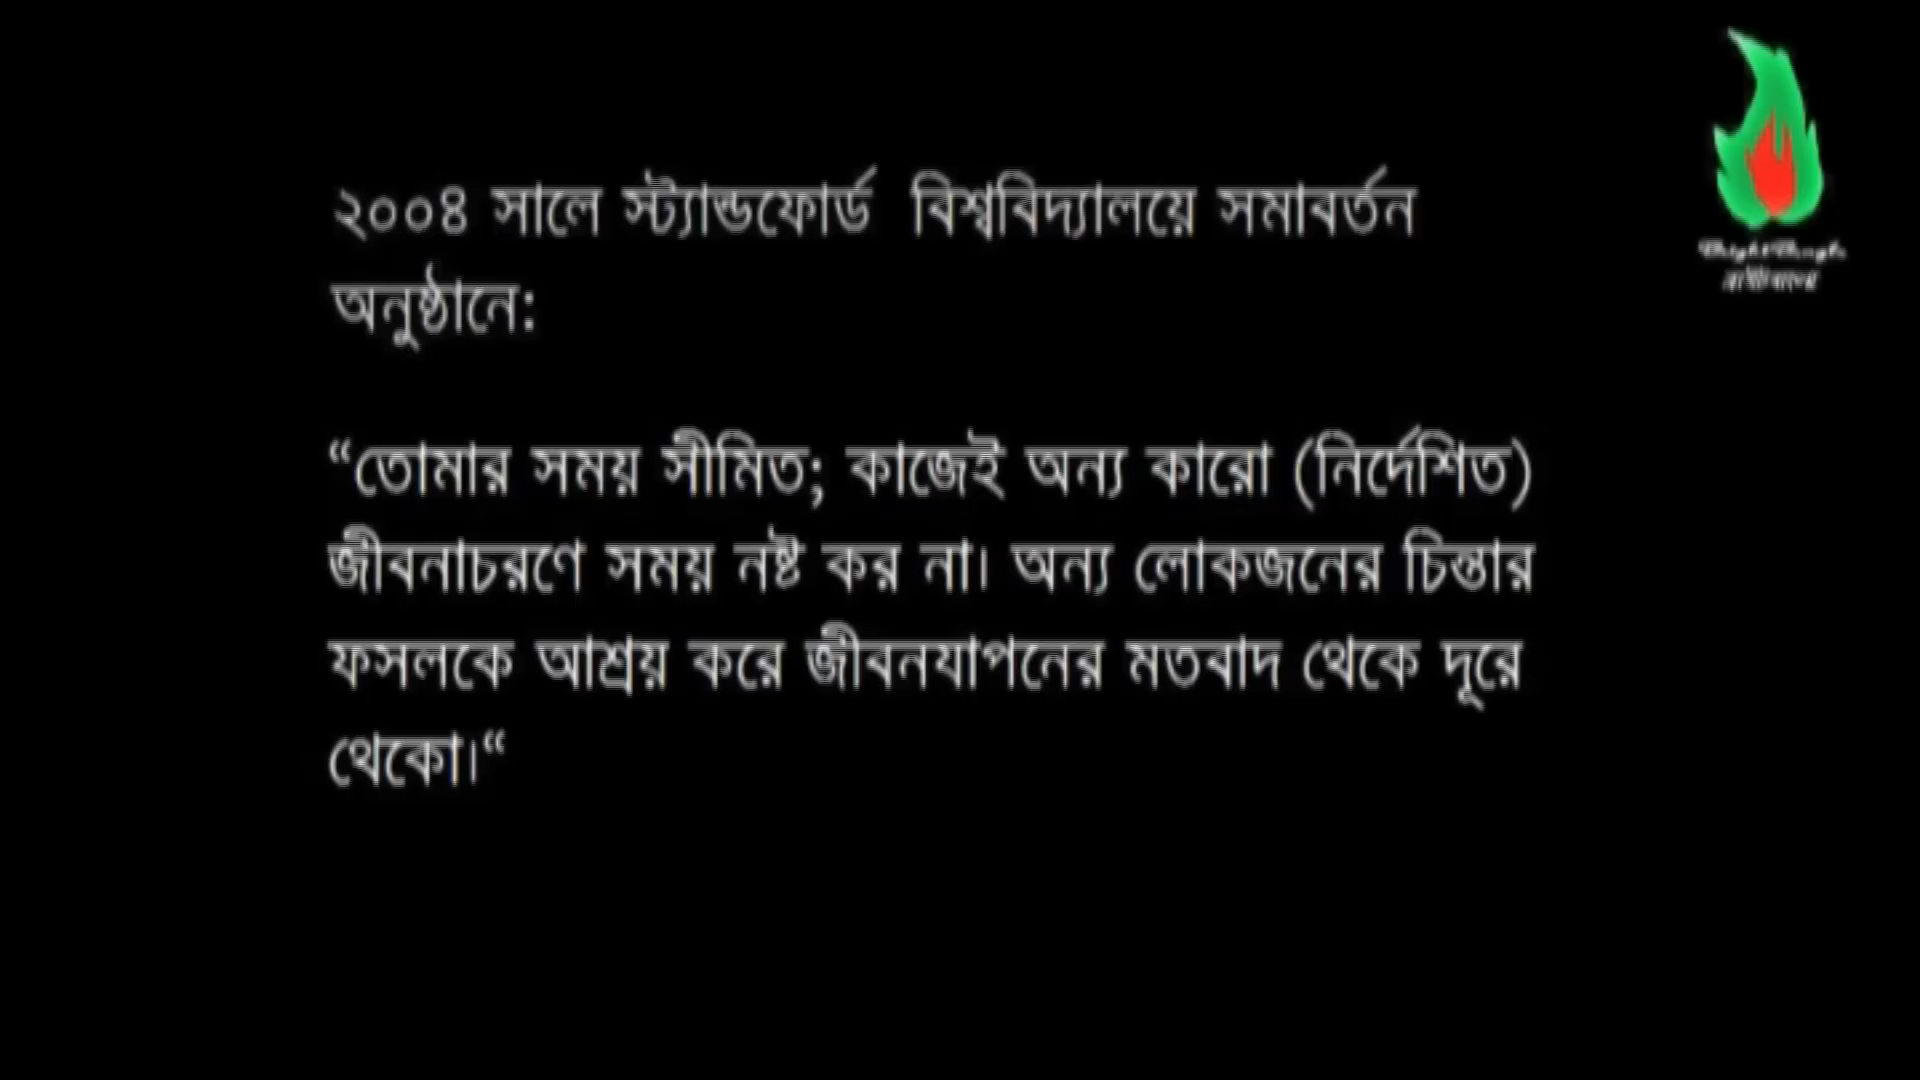 ২০০৪ সালে স্ট্যান্ডফোর্ড বিশ্ববিদ্যালয়ে সমাবর্তন
অনুষ্ঠানে:
“তোমার সময় সীমিত; কাজেই অন্য কারো (নির্দেশিত)
জীবনাচরণে সময় নষ্ট কর না। অন্য লোকজনের চিন্তার
ফসলকে আশ্রয় করে জীবনযাপনের মতবাদ থেকে দূরে
থেকো।“